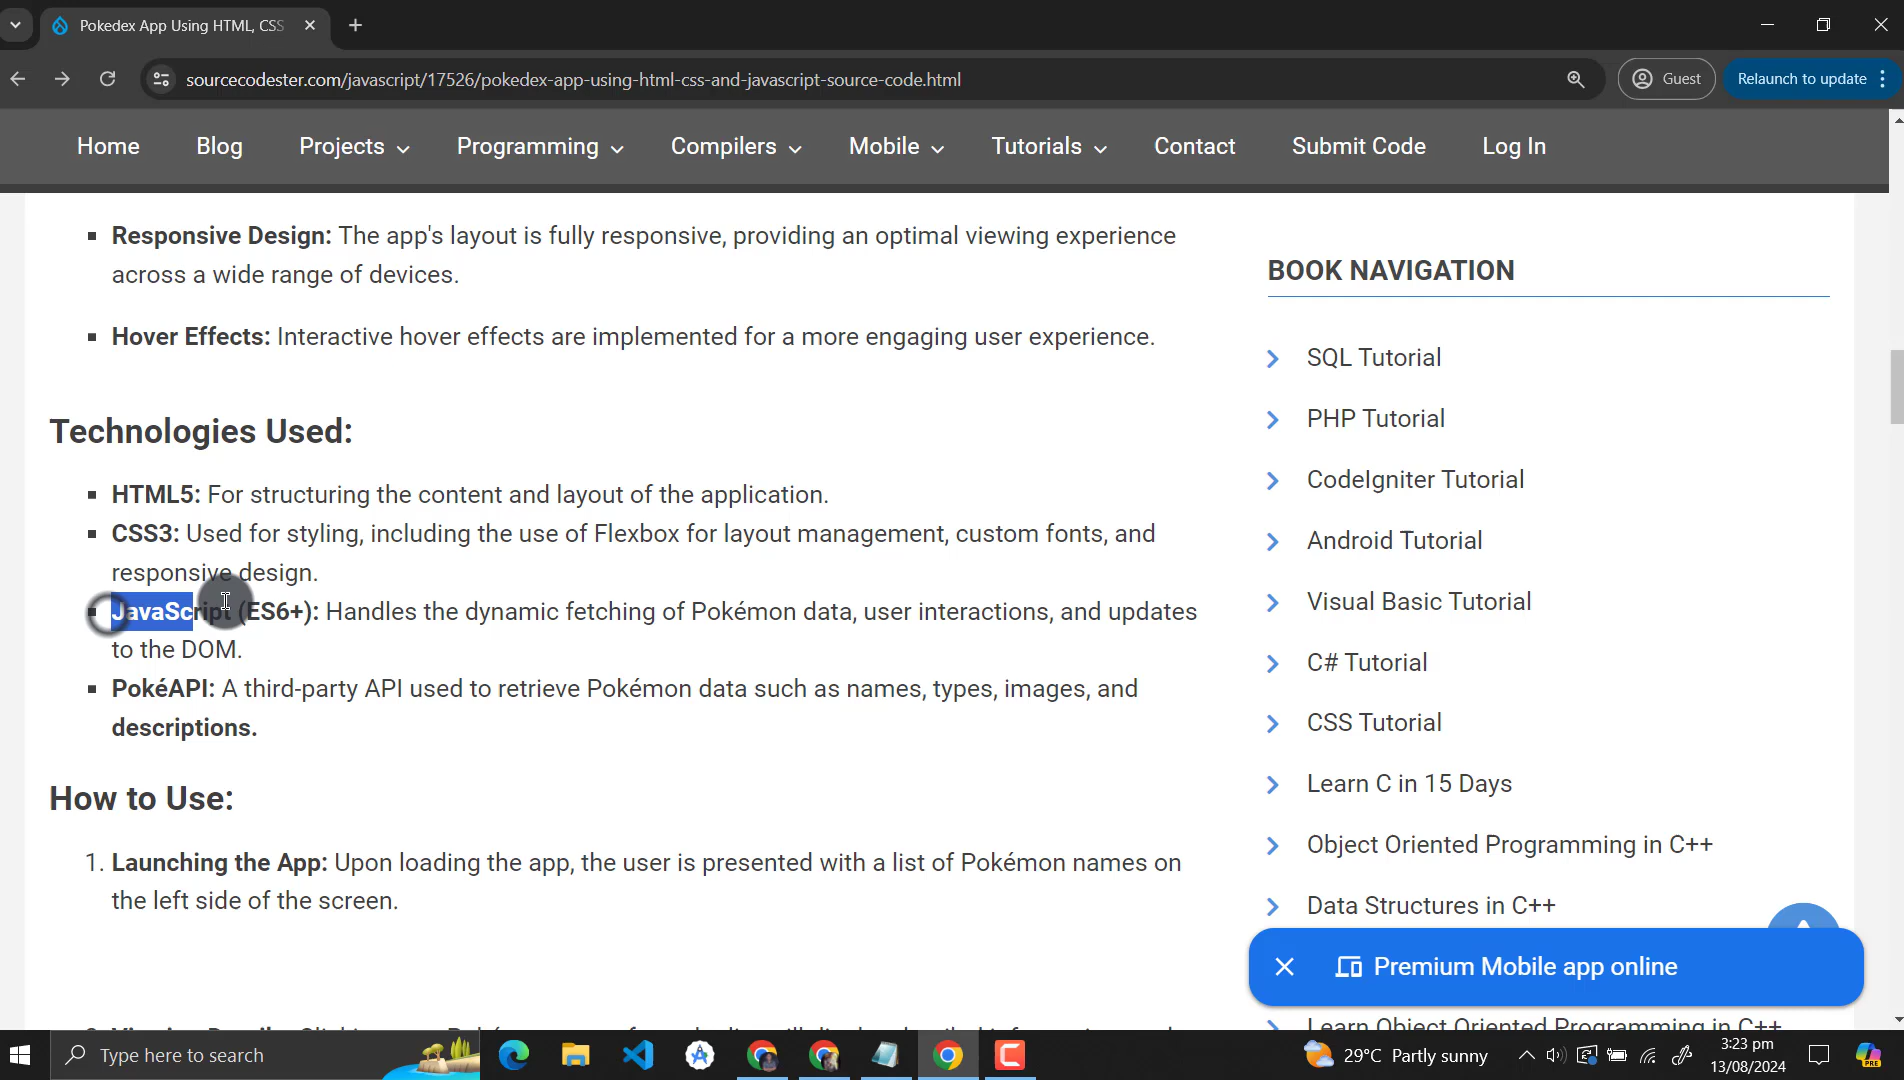 Pokedex App Using HTML, CSS
sourcecodester.com/javascript/17526/pokedex-app-using-html-css-and-javascript-source-code.html
Guest
Relaunch to update
Home
Blog
Projects
Programming
Compilers
Mobile
Tutorials
Contact
Submit Code
Log In
Responsive Design: The app's layout is fully responsive, providing an optimal viewing experience
across a wide range of devices.
Hover Effects: Interactive hover effects are implemented for a more engaging user experience.
Technologies Used:
HTML5: For structuring the content and layout of the application.
CSS3: Used for styling, including the use of Flexbox for layout management, custom fonts, and
responsive design.
JavaScript (ES6+): Handles the dynamic fetching of Pokémon data, user interactions, and updates
to the DOM.
PokéAPI: A third-party API used to retrieve Pokémon data such as names, types, images, and
descriptions.
How to Use:
1. Launching the App: Upon loading the app, the user is presented with a list of Pokémon names on
the left side of the screen.
BOOK NAVIGATION
SQL Tutorial
PHP Tutorial
CodeIgniter Tutorial
Android Tutorial
Visual Basic Tutorial
C# Tutorial
CSS Tutorial
Learn C in 15 Days
Object Oriented Programming in C++
Data Structures in C++
Premium Mobile app online
Learn Object Oriented Programming in C++
Type here to search
29°C Partly sunny
3:23 pm
13/08/2024
PRE